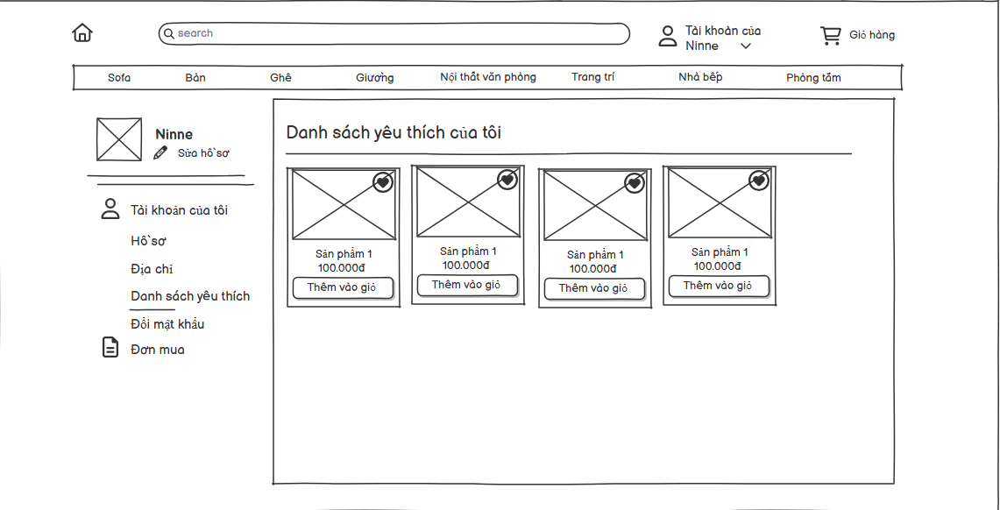 search
Tài khoản của
Ninne
Giỏ hàng
Sofa
Bàn
Ghế
Giường
Nội thất văn phòng
Trang trí
Nhà bếp
Phòng tắm
Ninne
Sửa hồ sơ
Tài khoản của tôi
Hồ sơ
Địa chỉ
Danh sách yêu thích
Đổi mật khẩu
Đơn mua
Danh sách yêu thích của tôi
Sản phẩm 1
100.000đ
Thêm vào giỏ
Sản phẩm 1
100.000đ
Thêm vào giỏ
Sản phẩm 1
100.000đ
Thêm vào giỏ
Sản phẩm 1
100.000đ
Thêm vào giỏ